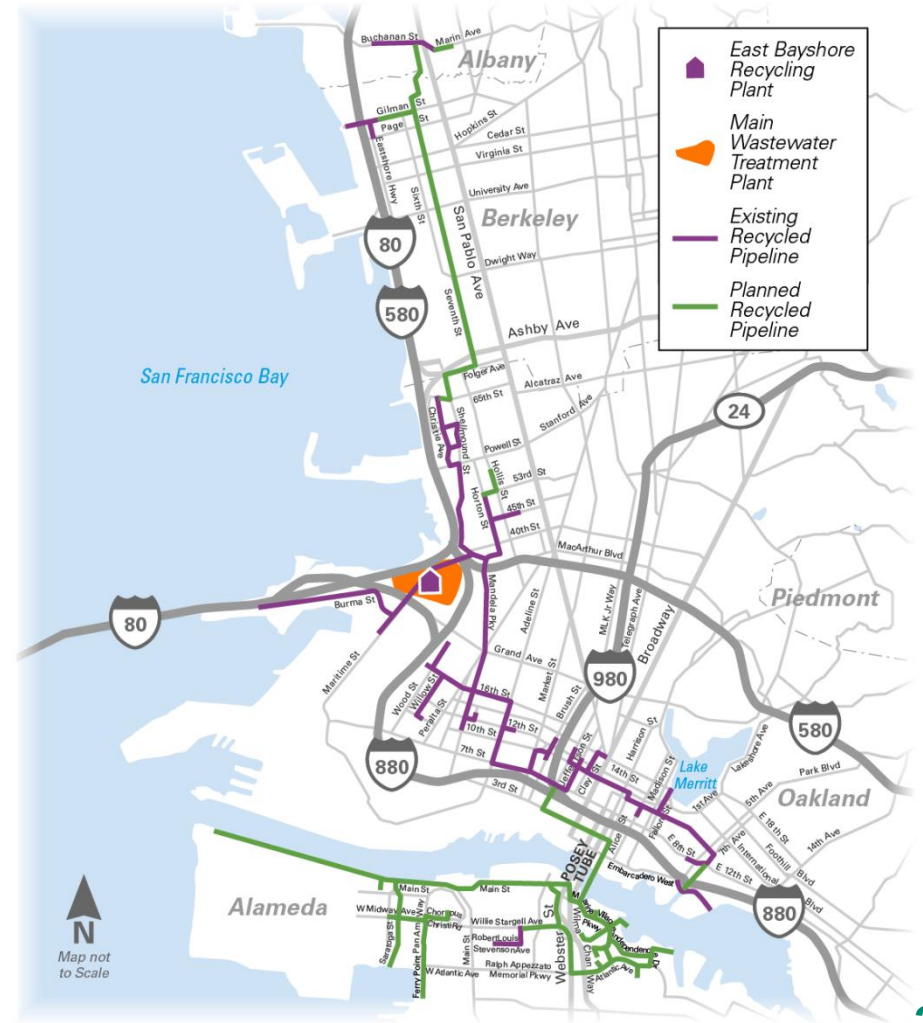 Buchanan St
Marin Ave
Albany
Gilman St
Page St
Hopkins St
Cedar St
Virginia St
Eastshore Hwy
Sixth St
University Ave
San Pablo Ave
Berkeley
80
Dwight Way
580
Seventh St
Ashby Ave
San Francisco Bay
Folger Ave
65th St
Alcatraz Ave
Stanford Ave
24
Christie Ave
Shellmound St
Powell St
Hollis St
53rd St
Horton St
45th St
40th St
MacArthur Blvd
Mandela Pky
Adeline St
MLK Jr Way
Telegraph Ave
Broadway
Piedmont
80
Burma St
Maritime St
Grand Ave
Market St
980
Wood St
Willow St
Peralta St
16th St
Brush St
10th St
12th St
Harrison St
580
7th St
880
3rd St
Jefferson St
Clay St
14th St
Madison St
Lake
Merritt
Lakeshore Ave
Park Blvd
1st Ave
5th Ave
Oakland
Fallon St
E 8th St
7th Ave
E 18th St
14th Ave
Foothill Blvd
International Blvd
E 12th St
Alice St
POSEY
TUBE
Embarcadero West
880
Main St
Main St
Alameda
W Midway Ave
Chorpus
Christi Rd
Pan Am Way
Saratoga St
Ferry Point
Main St
Willie Stargell Ave
Robert Louis
Stevenson Ave
Webster St
Ralph Appezzato
Memorial Pkwy
W Atlantic Ave
Atlantic Ave
N
Map not
to Scale
East Bayshore
Recycling
Plant
Main
Wastewater
Treatment
Plant
Existing
Recycled
Pipeline
Planned
Recycled
Pipeline